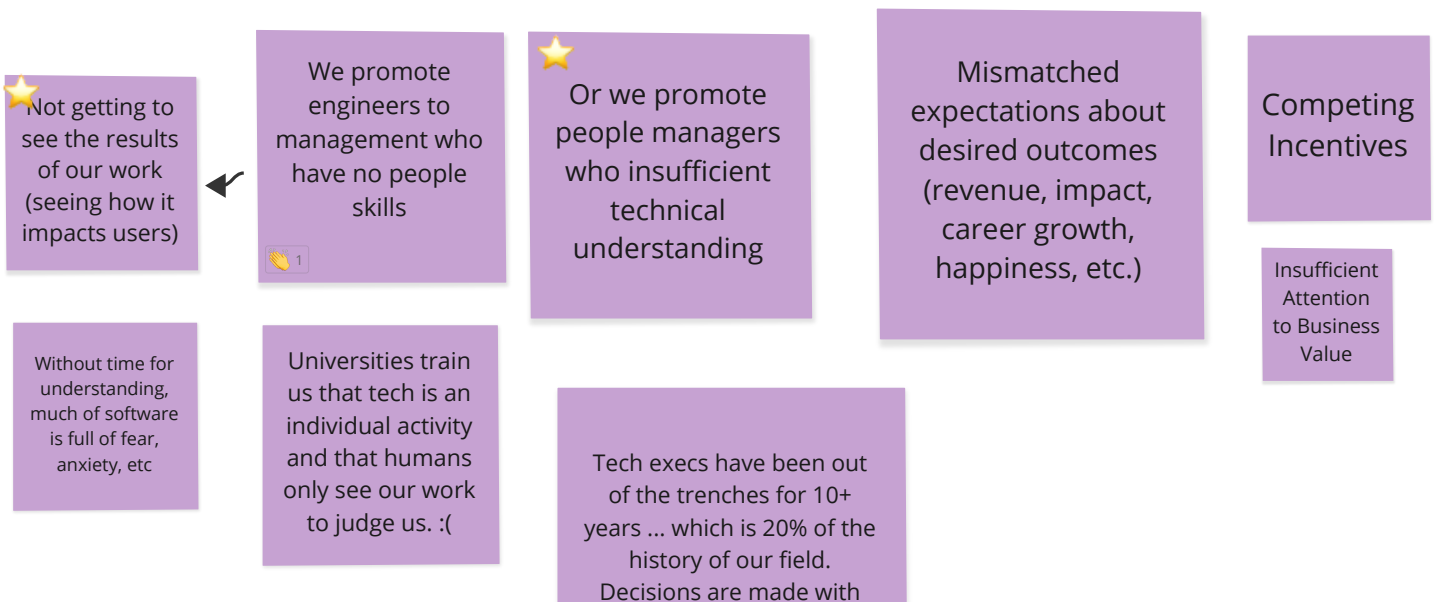 Not getting to
see the results
of our work
(seeing how it
impacts users)
We promote
engineers to
management who
have no people
skills
1
Or we promote
people managers
who insufficient
technical
understanding
Mismatched
expectations about
desired outcomes
(revenue, impact,
career growth,
happiness, etc.)
Competing
Incentives
Insufficient
Attention
to Business
Value
Without time for
understanding,
much of software
is full of fear,
anxiety, etc
Universities train
us that tech is an
individual activity
and that humans
only see our work
to judge us. :(
Tech execs have been out
of the trenches for 10+
years ... which is 20% of the
history of our field.
Decisions are made with